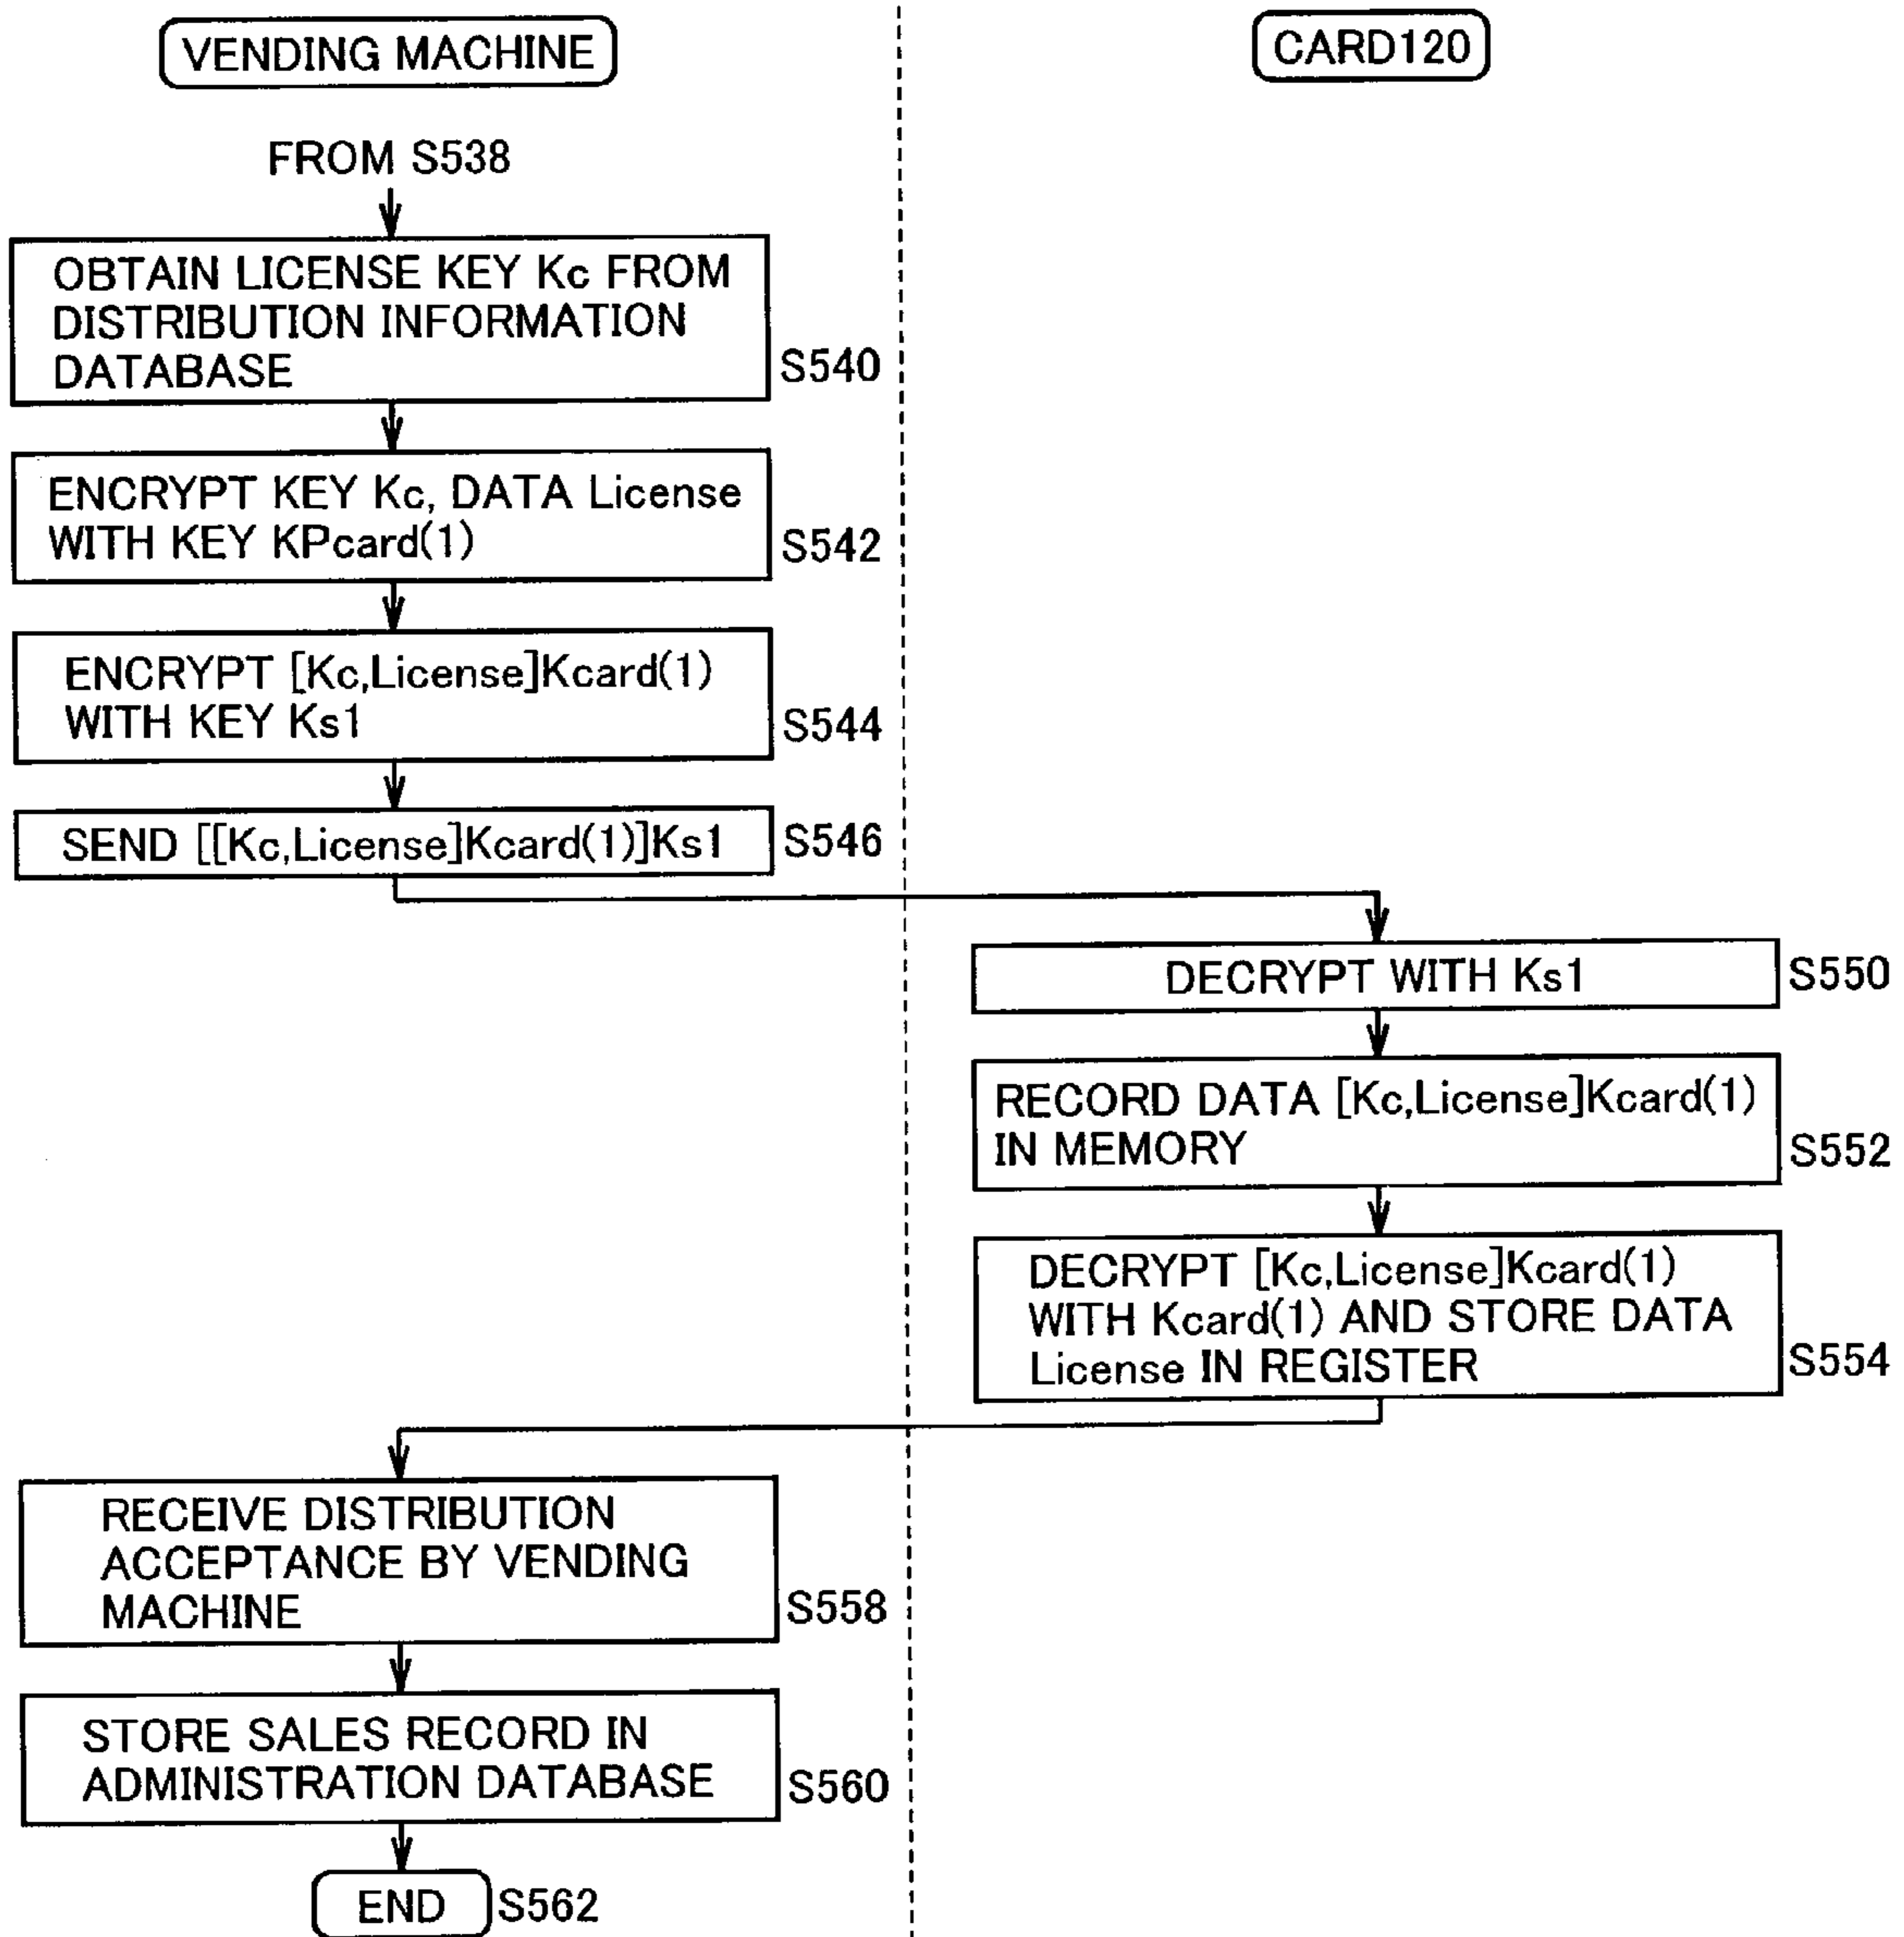 VENDING MACHINE
CARD120
FROM S538
OBTAIN LICENSE KEY Kc FROM
DISTRIBUTION INFORMATION
DATABASE
S540
ENCRYPT KEY Kc, DATA License
WITH KEY KPcard(1)
S542
ENCRYPT [Kc,License]Kcard(1)
WITH KEY Ks1
S544
SEND [[Kc,License]Kcard(1)]Ks1
S546
DECRYPT WITH Ks1
S550
RECORD DATA [Kc,License]Kcard(1)
IN MEMORY
S552
DECRYPT [Kc,License]Kcard(1)
WITH Kcard(1) AND STORE DATA
License IN REGISTER
S554
RECEIVE DISTRIBUTION
ACCEPTANCE BY VENDING
MACHINE
S558
STORE SALES RECORD IN
ADMINISTRATION DATABASE
S560
END
S562